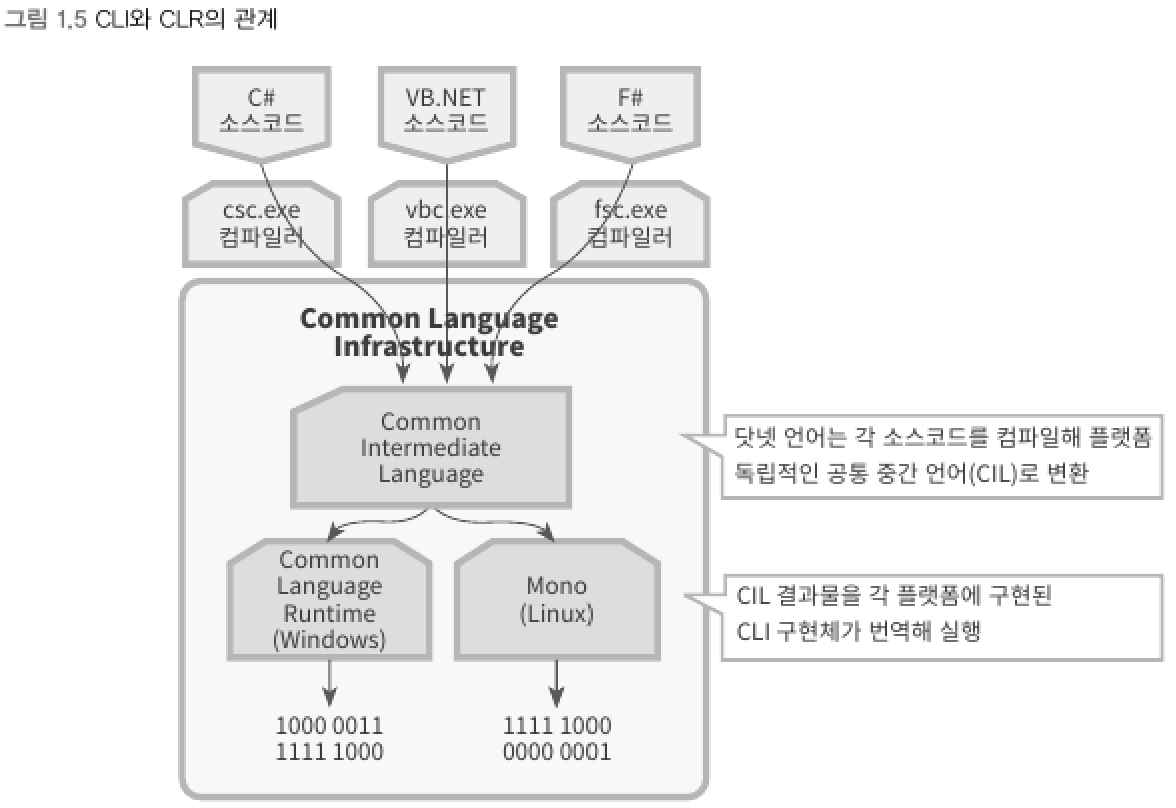 그림 1.5 CLI와 CLR의 관계
C#
소스코드
VB.NET
소스코드
F#
소스코드
csc.exe
컴파일러
vbc.exe
컴파일러
fsc.exe
컴파일러
Common Language
Infrastructure
Common
Intermediate
Language
닷넷 언어는 각 소스코드를 컴파일해 플랫폼
독립적인 공통 중간 언어(CIL)로 변환
Common
Language
Runtime
(Windows)
Mono
(Linux)
CIL 결과물을 각 플랫폼에 구현된
CLI 구현체가 번역해 실행
1000 0011
1111 1000
1111 1000
0000 0001